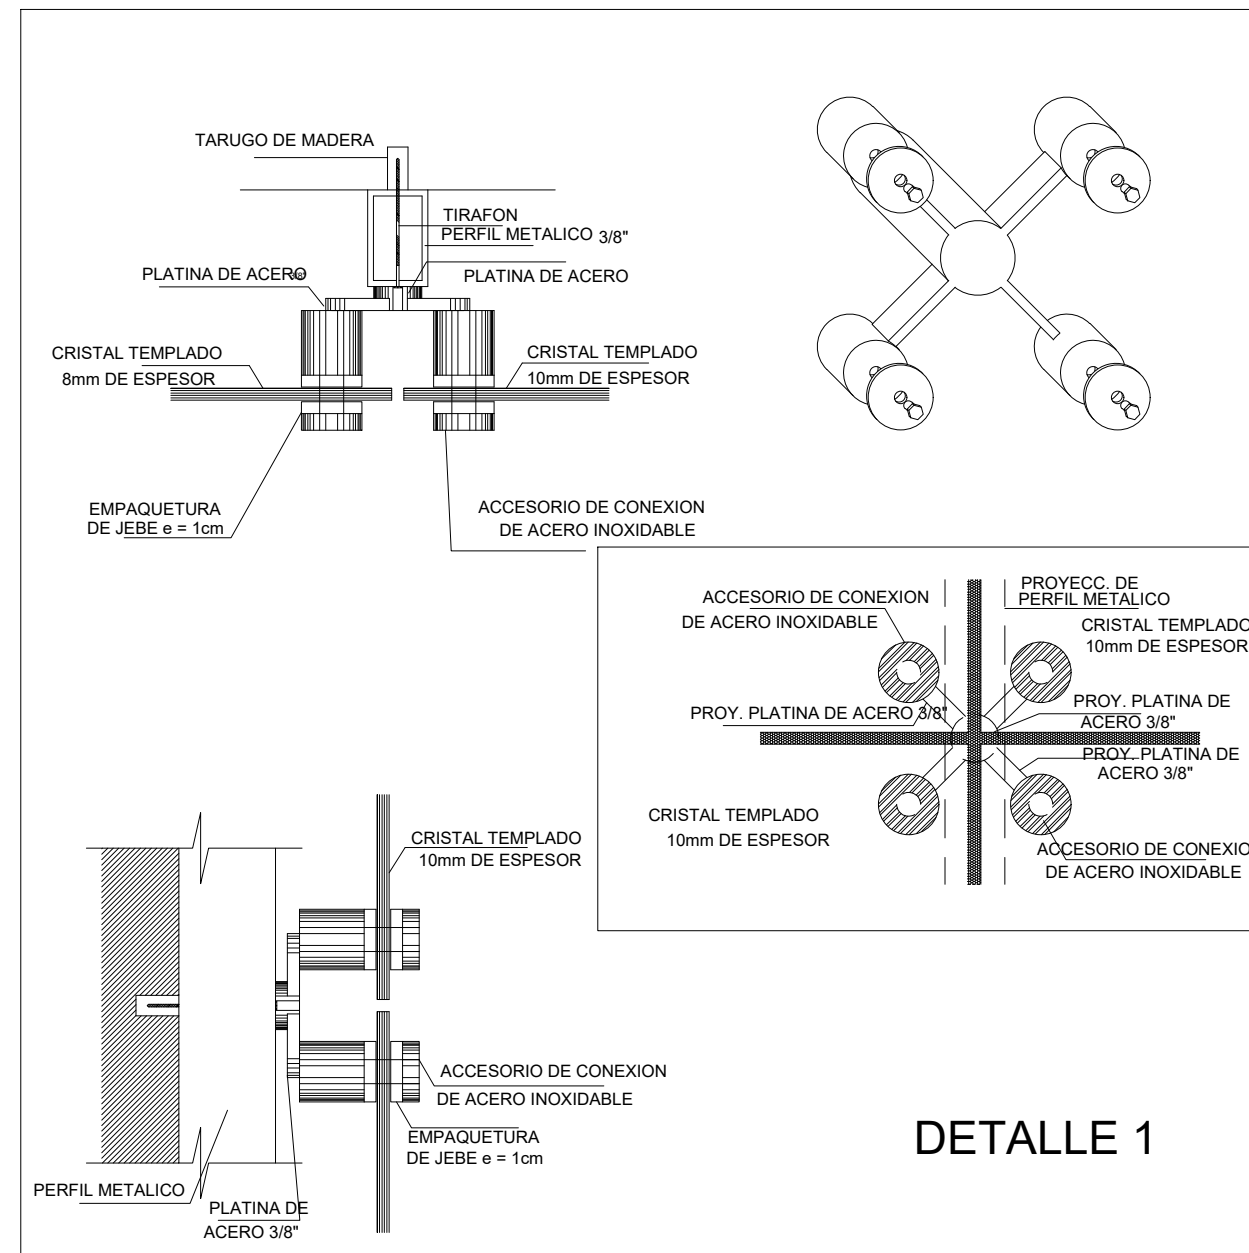 TARUGO DE MADERA
TIRAFON
PERFIL METALICO 3/8"
PLATINA DE ACERO 3/8"
PLATINA DE ACERO
CRISTAL TEMPLADO
8mm DE ESPESOR
CRISTAL TEMPLADO
10mm DE ESPESOR
EMPAQUETURA
DE JEBE e = 1cm
ACCESORIO DE CONEXION
DE ACERO INOXIDABLE
ACCESORIO DE CONEXION
DE ACERO INOXIDABLE
PROYECC. DE
PERFIL METALICO
CRISTAL TEMPLADO
10mm DE ESPESOR
PROY. PLATINA DE ACERO 3/8"
PROY. PLATINA DE
ACERO 3/8"
PROY. PLATINA DE
ACERO 3/8"
CRISTAL TEMPLADO
10mm DE ESPESOR
ACCESORIO DE CONEXIO
DE ACERO INOXIDABLE
CRISTAL TEMPLADO
10mm DE ESPESOR
ACCESORIO DE CONEXION
DE ACERO INOXIDABLE
EMPAQUETURA
DE JEBE e = 1cm
PERFIL METALICO
PLATINA DE
ACERO 3/8"
DETALLE 1